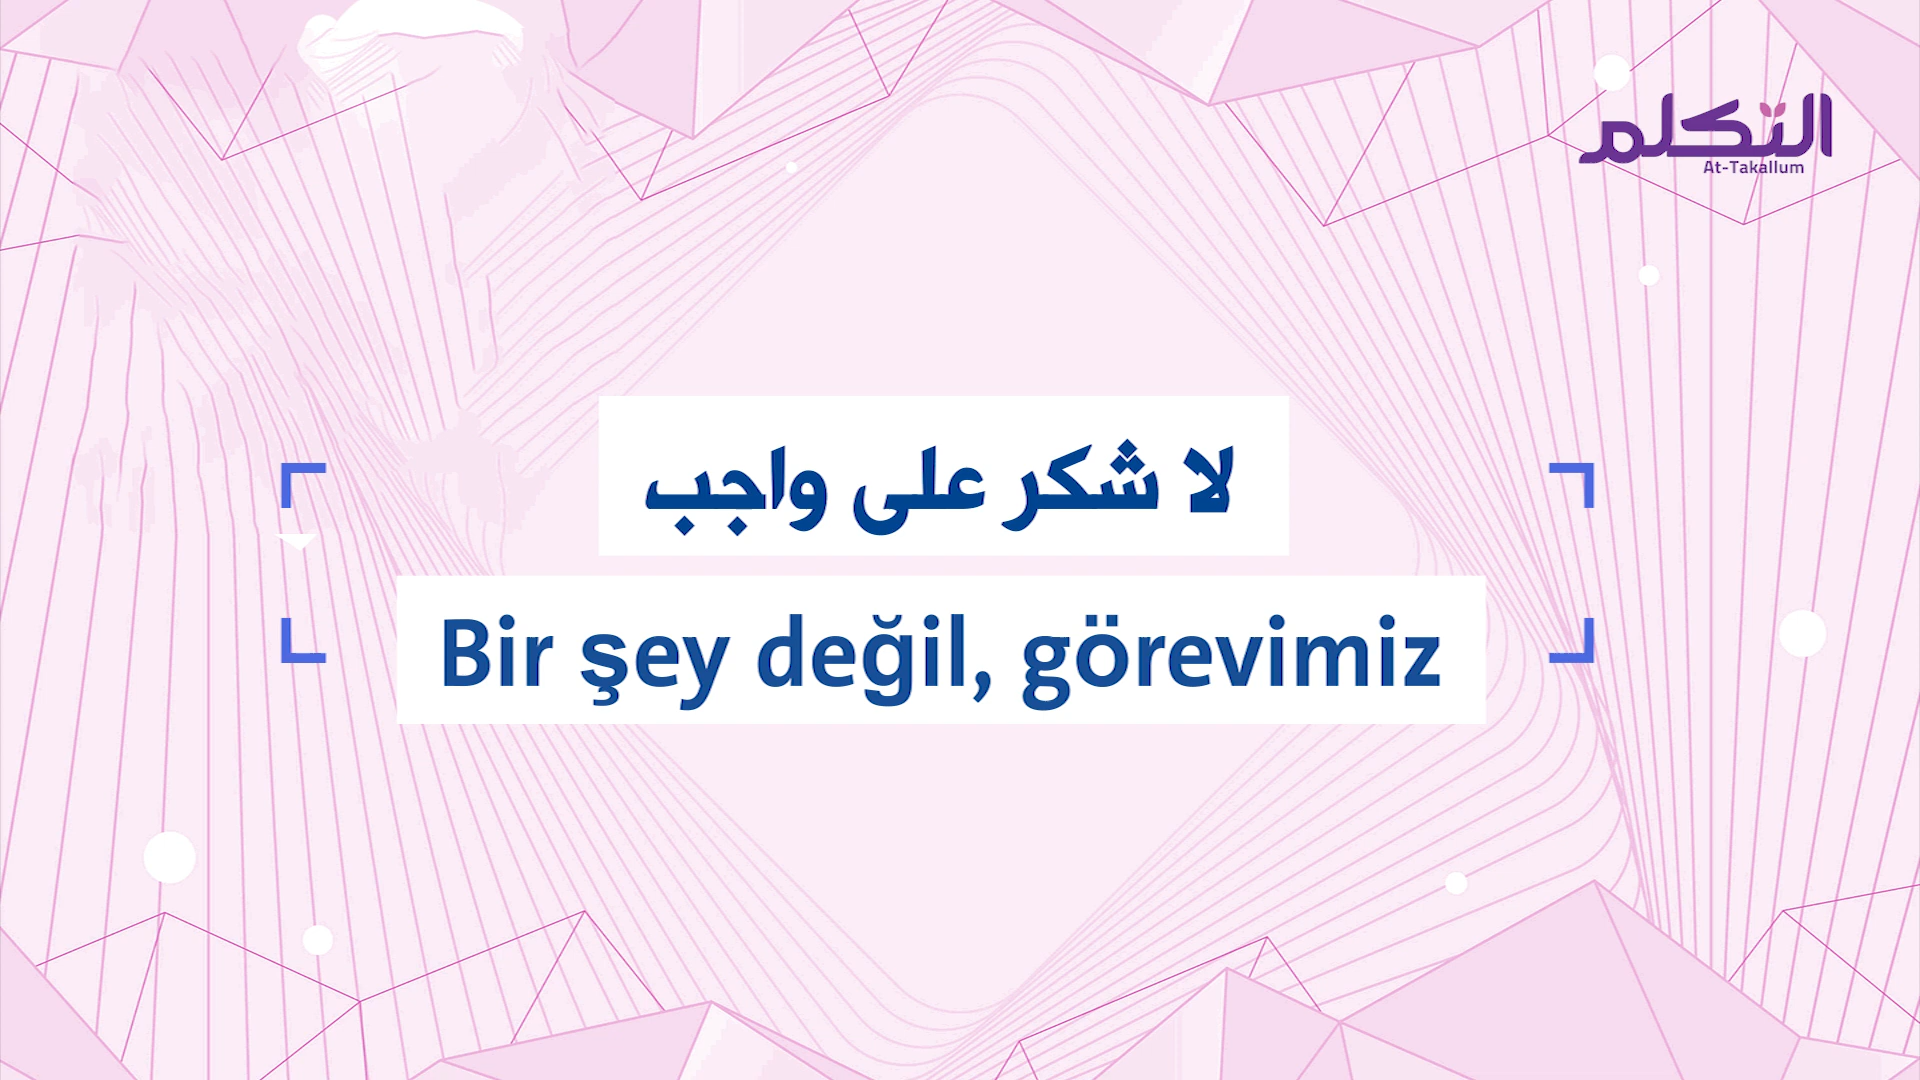 التكلم
At-Takallum
لا شكر على واجب
Bir şey değil, görevimiz